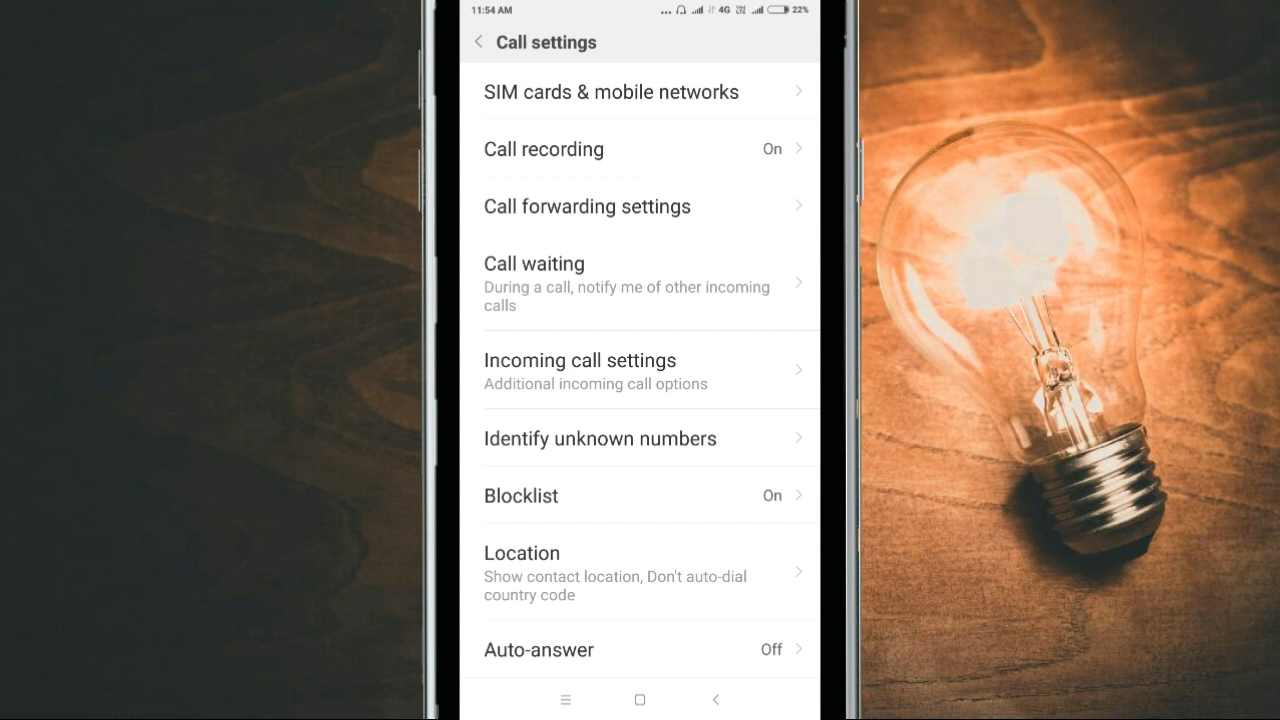 11:54 AM
... 4G 22%
Call settings
SIM cards & mobile networks
Call recording
On
Call forwarding settings
Call waiting
During a call, notify me of other incoming
calls
Incoming call settings
Additional incoming call options
Identify unknown numbers
Blocklist
On
Location
Show contact location, Don't auto-dial
country code
Auto-answer
Off